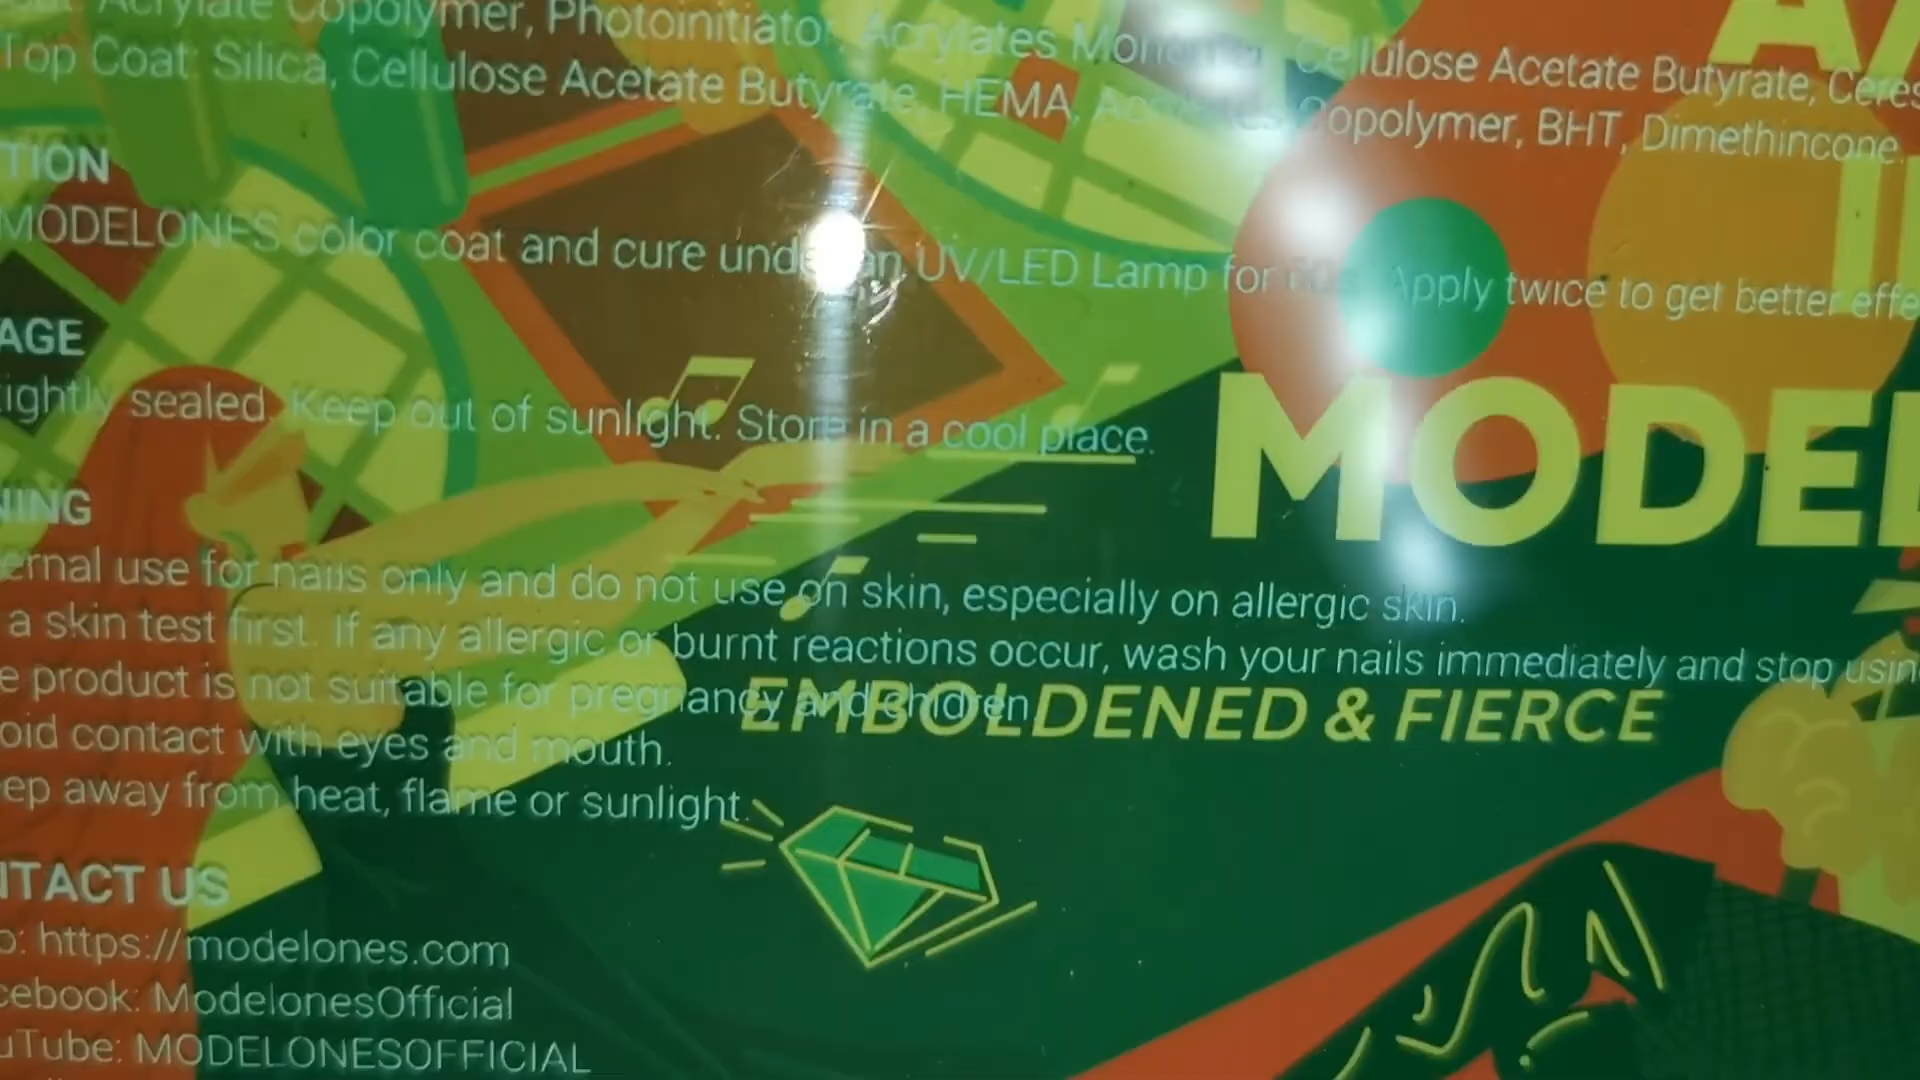 Acrylate Copolymer, Photoinitiator, Acrylates Monomer, Cellulose Acetate Butyrate, Ceres
Top Coat: Silica, Cellulose Acetate Butyrate, HEMA, Acrylates Copolymer, BHT, Dimethincone.
TION
MODELONES color coat and cure under an UV/LED Lamp for 60s. Apply twice to get better effe
AGE
tightly sealed. Keep out of sunlight. Store in a cool place.
MODEL
NING
ernal use for nails only and do not use on skin, especially on allergic skin.
a skin test first. If any allergic or burnt reactions occur, wash your nails immediately and stop using
e product is not suitable for pregnancy and children.
EMBOLDENED & FIERCE
oid contact with eyes and mouth.
ep away from heat, flame or sunlight.
NTACT US
o: https://modelones.com
cebook: ModelonesOfficial
uTube: MODELONESOFFICIAL